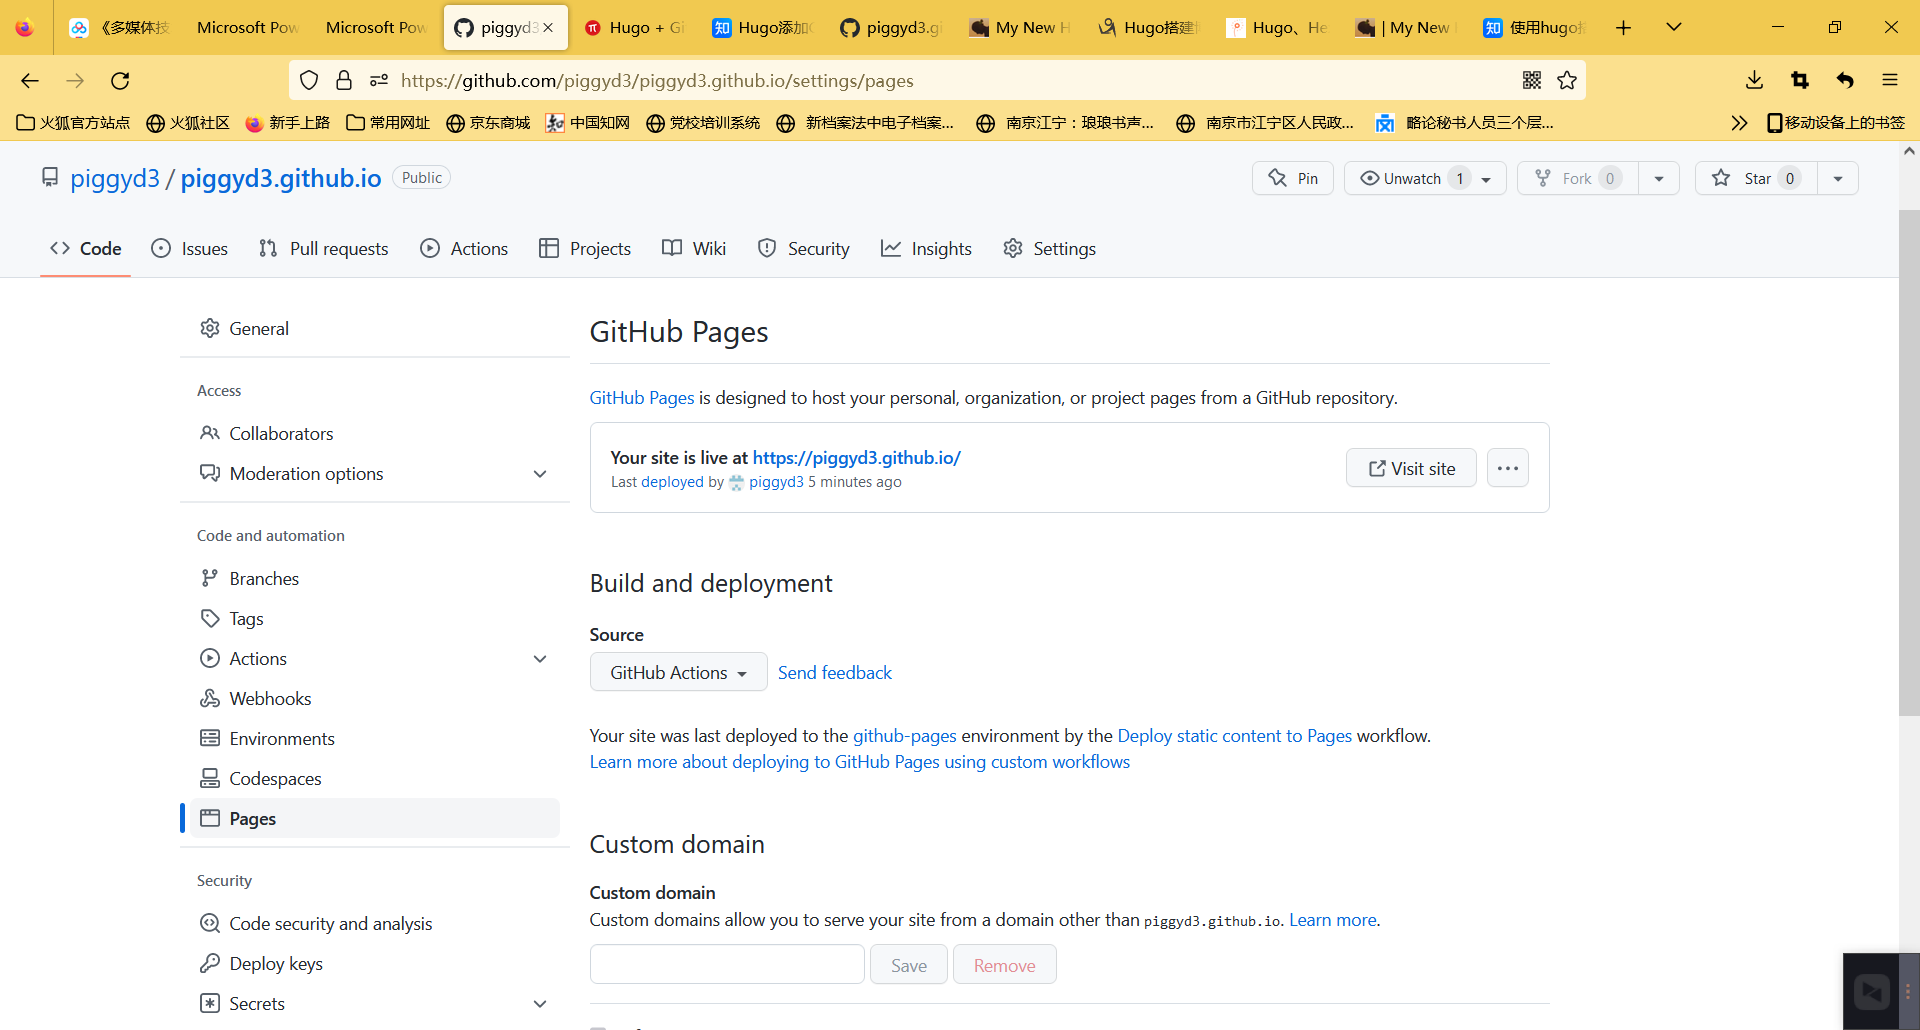 《多媒体技
Microsoft Pow
Microsoft Pow
piggyd3
Hugo + Gi
Hugo添加
piggyd3.gi
My New H
Hugo搭建
Hugo、He
| My New
使用hugo
https://github.com/piggyd3/piggyd3.github.io/settings/pages
火狐官方站点
火狐社区
新手上路
常用网址
京东商城
中国知网
党校培训系统
新档案法中电子档案...
南京江宁：琅琅书声...
南京市江宁区人民政...
略论秘书人员三个层...
移动设备上的书签
piggyd3 / piggyd3.github.io Public
Pin
Unwatch 1
Fork 0
Star 0
Code
Issues
Pull requests
Actions
Projects
Wiki
Security
Insights
Settings
General
Access
Collaborators
Moderation options
Code and automation
Branches
Tags
Actions
Webhooks
Environments
Codespaces
Pages
Security
Code security and analysis
Deploy keys
Secrets
GitHub Pages
GitHub Pages is designed to host your personal, organization, or project pages from a GitHub repository.
Your site is live at https://piggyd3.github.io/
Last deployed by piggyd3 5 minutes ago
Visit site
Build and deployment
Source
GitHub Actions
Send feedback
Your site was last deployed to the github-pages environment by the Deploy static content to Pages workflow.
Learn more about deploying to GitHub Pages using custom workflows
Custom domain
Custom domain
Custom domains allow you to serve your site from a domain other than piggyd3.github.io. Learn more.
Save
Remove